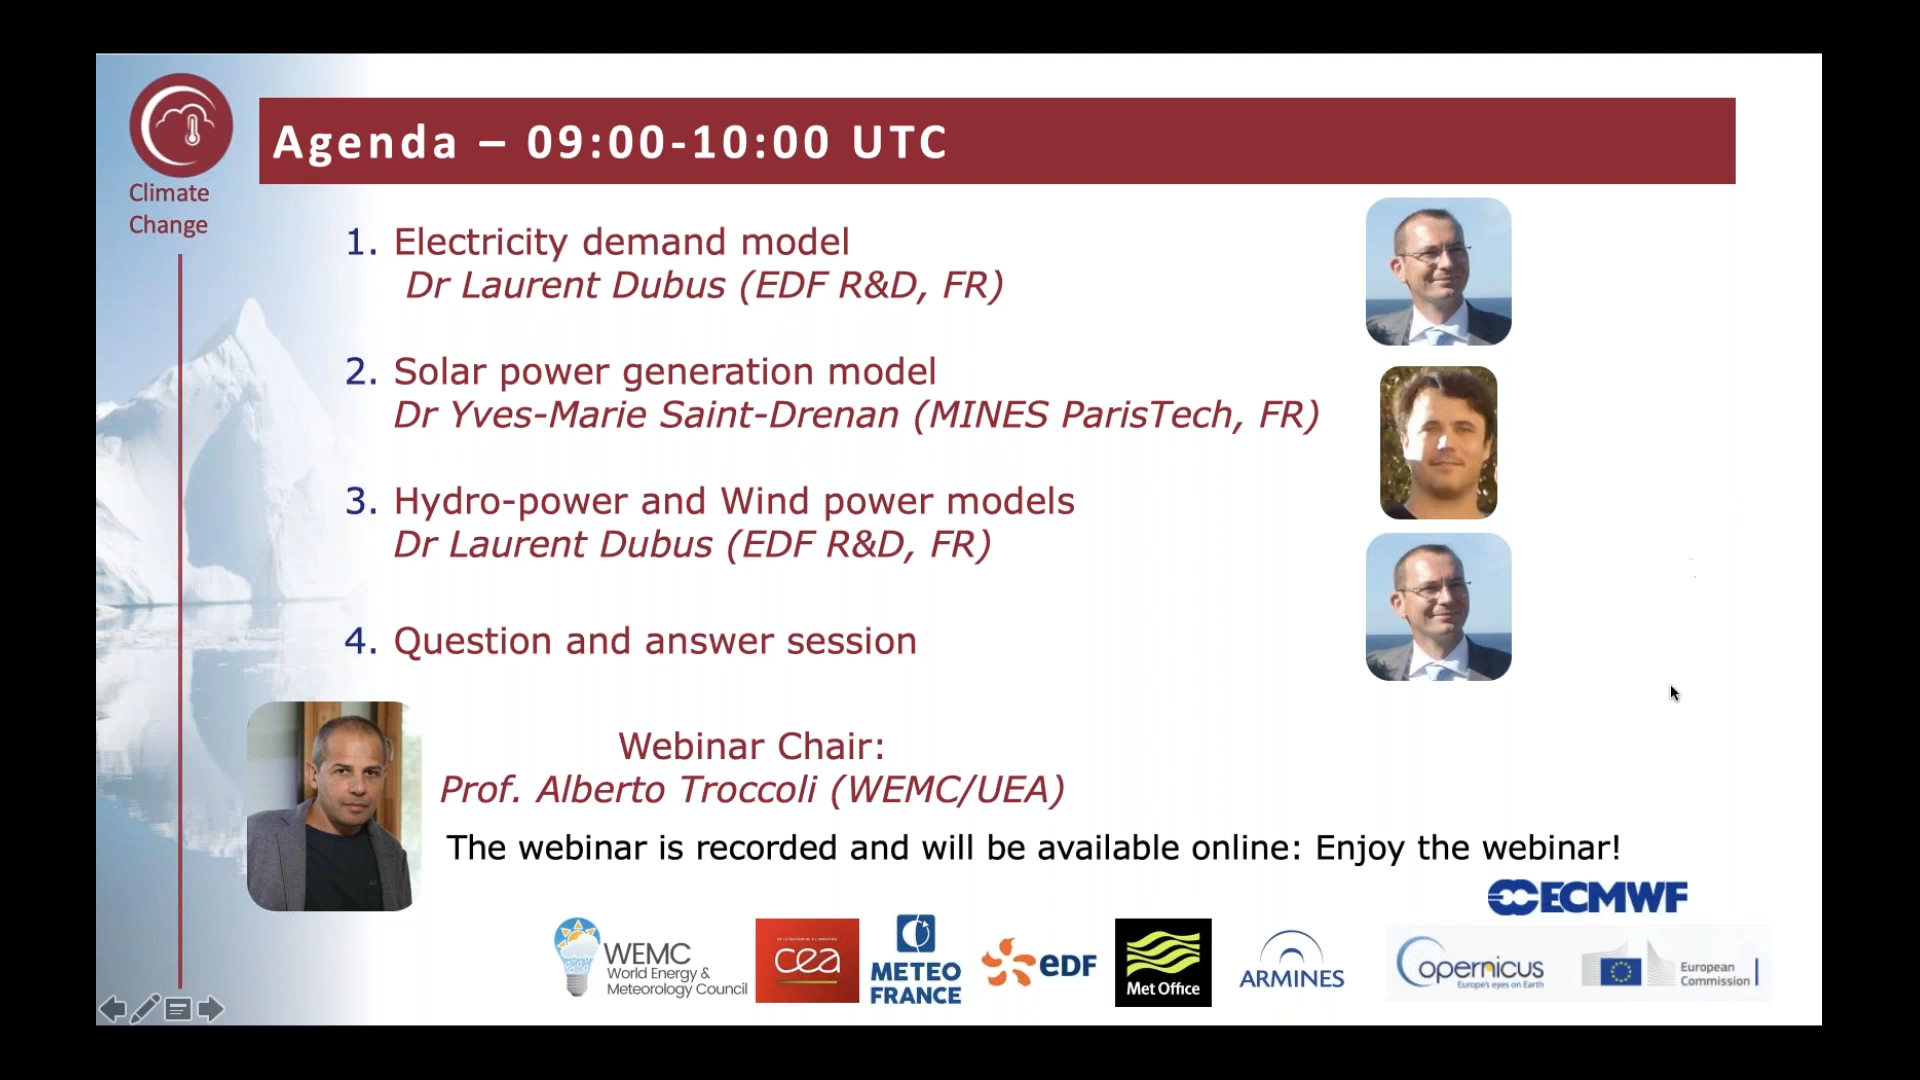 Climate
Change
Agenda – 09:00-10:00 UTC
1. Electricity demand model
Dr Laurent Dubus (EDF R&D, FR)
2. Solar power generation model
Dr Yves-Marie Saint-Drenan (MINES ParisTech, FR)
3. Hydro-power and Wind power models
Dr Laurent Dubus (EDF R&D, FR)
4. Question and answer session
Webinar Chair:
Prof. Alberto Troccoli (WEMC/UEA)
The webinar is recorded and will be available online: Enjoy the webinar!
ECMWF
WEMC
World Energy &
Meteorology Council
cea
METEO
FRANCE
eDF
Met Office
ARMINES
Copernicus
Europe's eyes on Earth
European
Commission